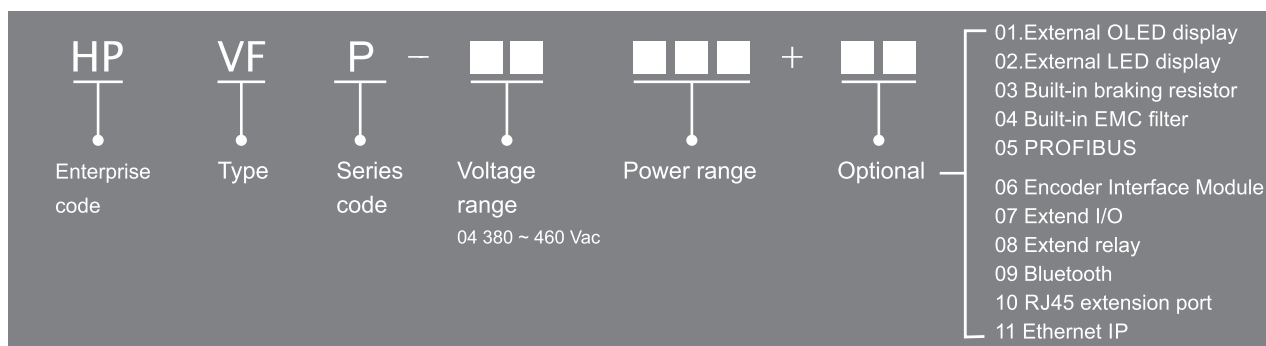 HP VF P – □□ □□□ + □□
Enterprise code
Type
Series code
Voltage range
04 380 ~ 460 Vac
Power range
Optional
01.External OLED display
02.External LED display
03 Built-in braking resistor
04 Built-in EMC filter
05 PROFIBUS
06 Encoder Interface Module
07 Extend I/O
08 Extend relay
09 Bluetooth
10 RJ45 extension port
11 Ethernet IP